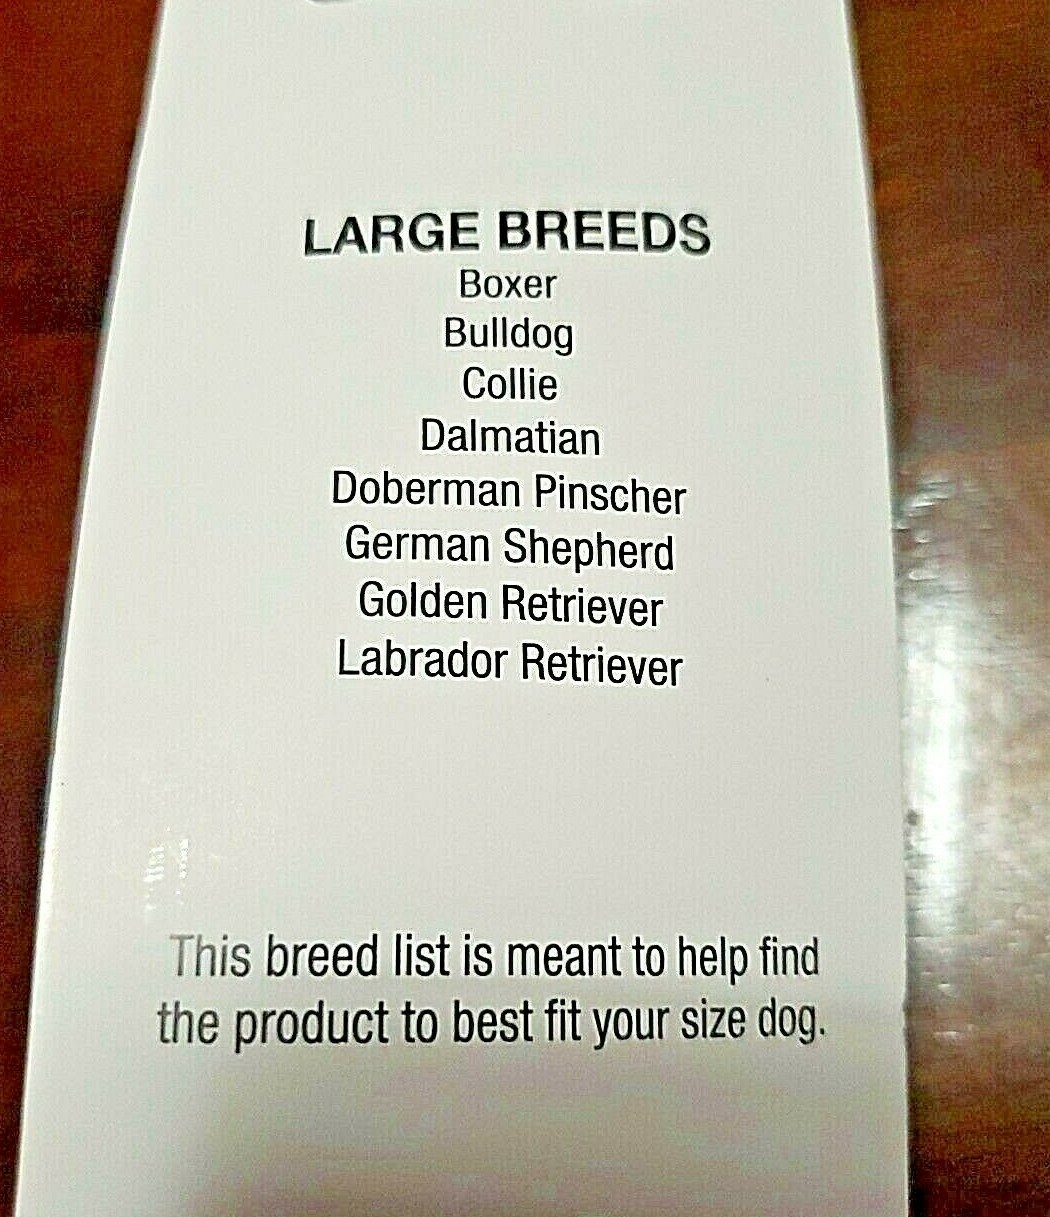 LARGE BREEDS
Boxer
Bulldog
Collie
Dalmatian
Doberman Pinscher
German Shepherd
Golden Retriever
Labrador Retriever
This breed list is meant to help find
the product to best fit your size dog.